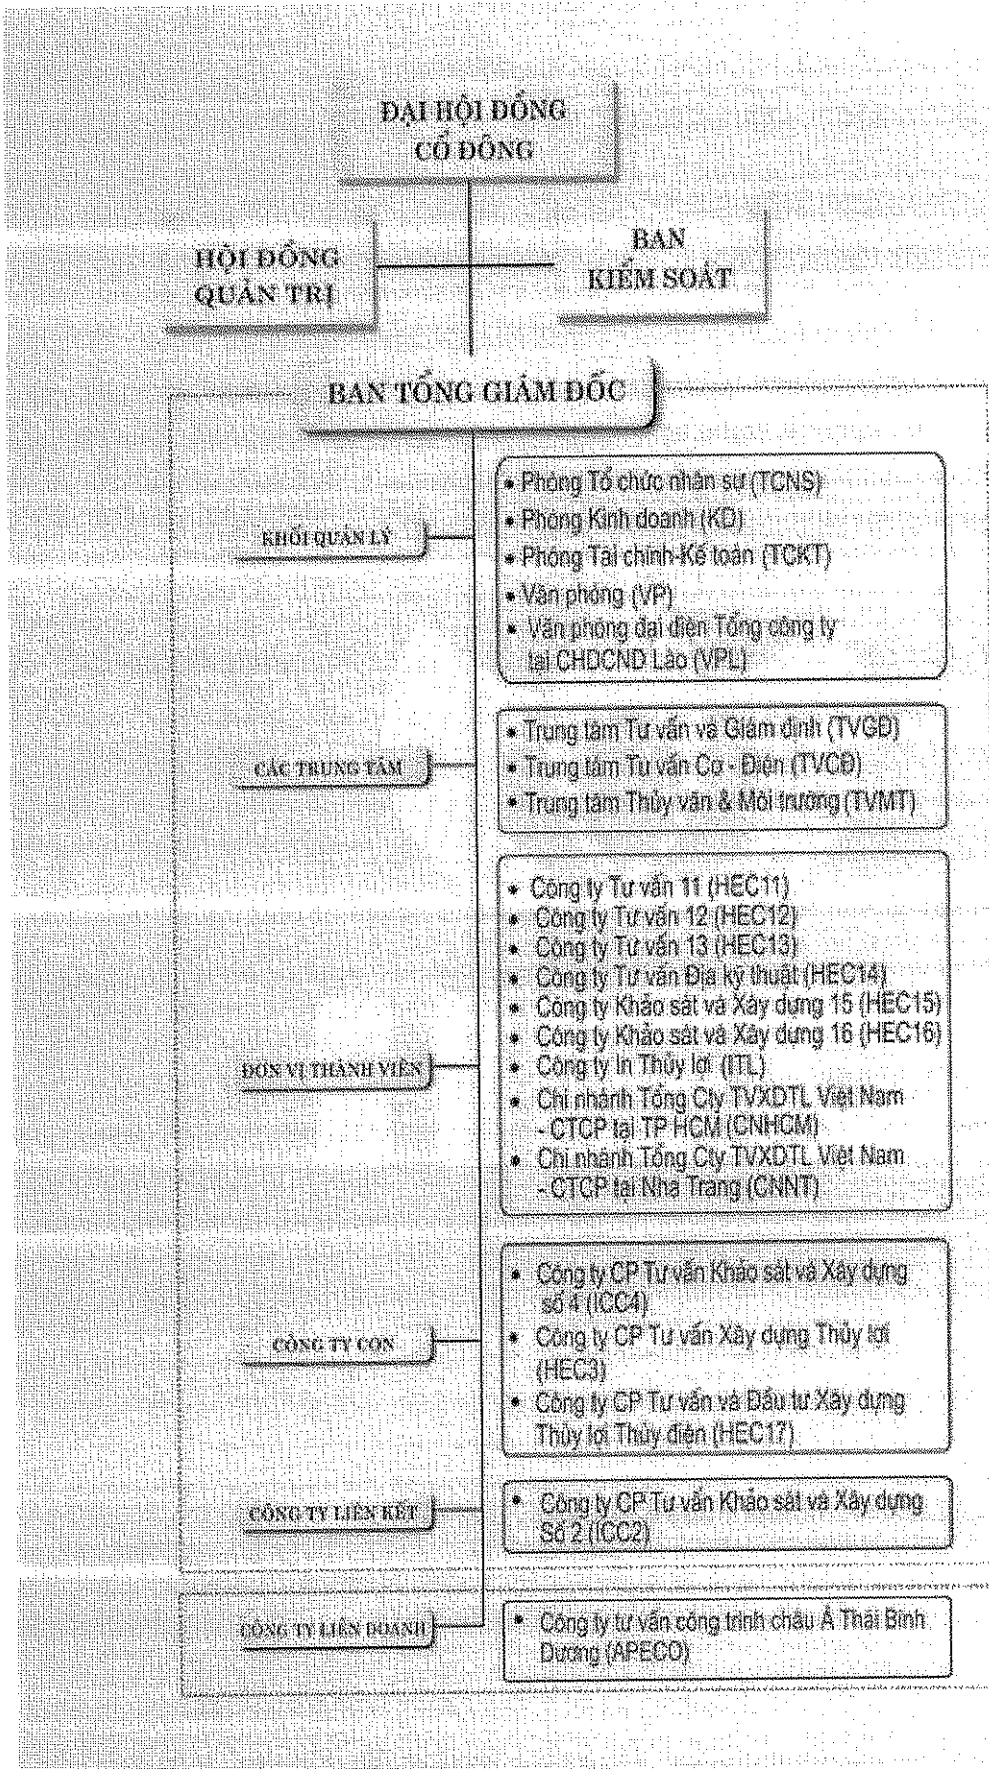 ĐẠI HỘI ĐỒNG
CỔ ĐÔNG
HỘI ĐỒNG
QUẢN TRỊ
BAN
KIỂM SOÁT
BAN TỔNG GIÁM ĐỐC
KHỐI QUẢN LÝ
• Phòng Tổ chức nhân sự (TCNS)
• Phòng Kinh doanh (KD)
• Phòng Tài chính-Kế toán (TCKT)
• Văn phòng (VP)
• Văn phòng đại diện Tổng công ty
tại CHDCND Lào (VPL)
CÁC TRUNG TÂM
• Trung tâm Tư vấn và Giám định (TVGĐ)
• Trung tâm Tư vấn Cơ - Điện (TVCĐ)
• Trung tâm Thủy văn & Môi trường (TVMT)
ĐƠN VỊ THÀNH VIÊN
• Công ty Tư vấn 11 (HEC11)
• Công ty Tư vấn 12 (HEC12)
• Công ty Tư vấn 13 (HEC13)
• Công ty Tư vấn Địa kỹ thuật (HEC14)
• Công ty Khảo sát và Xây dựng 15 (HEC15)
• Công ty Khảo sát và Xây dựng 16 (HEC16)
• Công ty In Thủy lợi (ITL)
• Chi nhánh Tổng Cty TVXDTL Việt Nam
- CTCP tại TP HCM (CNHCM)
• Chi nhánh Tổng Cty TVXDTL Việt Nam
- CTCP tại Nha Trang (CNNT)
CÔNG TY CON
• Công ty CP Tư vấn Khảo sát và Xây dựng
số 4 (ICC4)
• Công ty CP Tư vấn Xây dựng Thủy lợi
(HEC3)
• Công ty CP Tư vấn và Đầu tư Xây dựng
Thủy lợi Thủy điện (HEC17)
CÔNG TY LIÊN KẾT
• Công ty CP Tư vấn Khảo sát và Xây dựng
Số 2 (ICC2)
CÔNG TY LIÊN DOANH
• Công ty tư vấn công trình châu Á Thái Bình
Dương (APECO)